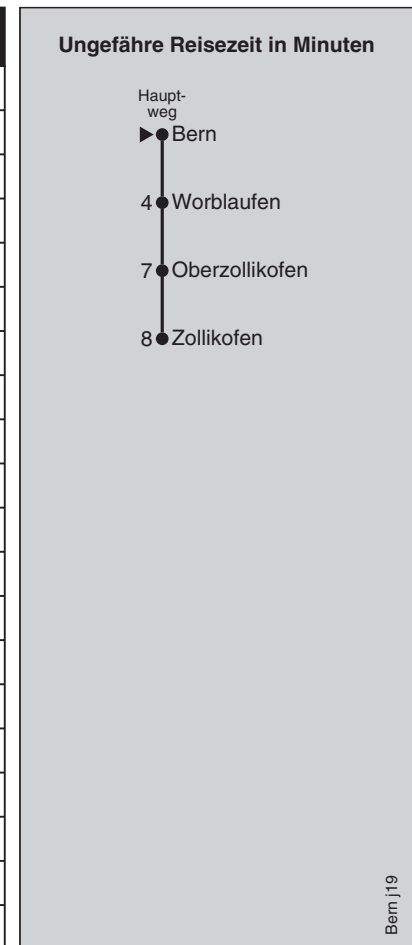 Ungefähre Reisezeit in Minuten
Haupt-
weg
Bern
4 Worblaufen
7 Oberzollikofen
8 Zollikofen
Bern j19